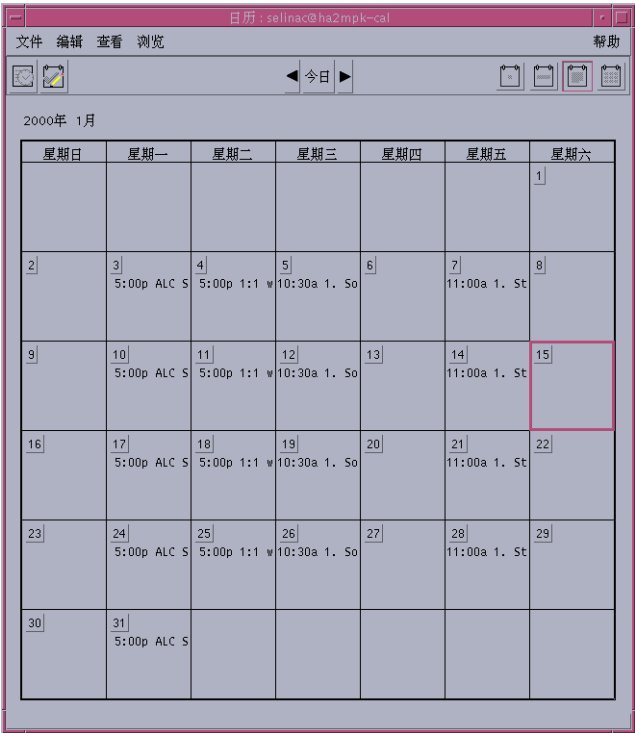 日历 : selinac@ha2mpk-cal
文件 编辑 查看 浏览 帮助
今日
2000年 1月
星期日 星期一 星期二 星期三 星期四 星期五 星期六
1
2 3 4 5 6 7 8
5:00p ALC S 5:00p 1:1 w 10:30a 1. So 11:00a 1. St
9 10 11 12 13 14 15
5:00p ALC S 5:00p 1:1 w 10:30a 1. So 11:00a 1. St
16 17 18 19 20 21 22
5:00p ALC S 5:00p 1:1 w 10:30a 1. So 11:00a 1. St
23 24 25 26 27 28 29
5:00p ALC S 5:00p 1:1 w 10:30a 1. So 11:00a 1. St
30 31
5:00p ALC S